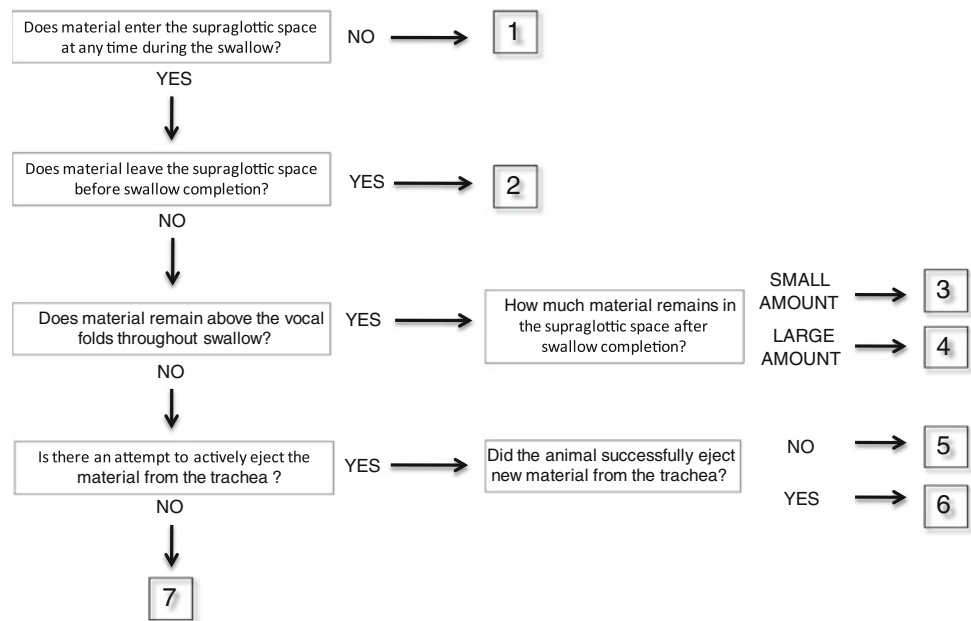 Does material enter the supraglottic space
at any time during the swallow?
NO
1
YES
Does material leave the supraglottic space
before swallow completion?
YES
2
NO
Does material remain above the vocal
folds throughout swallow?
YES
How much material remains in
the supraglottic space after
swallow completion?
SMALL
AMOUNT
3
LARGE
AMOUNT
4
NO
Is there an attempt to actively eject the
material from the trachea ?
YES
Did the animal successfully eject
new material from the trachea?
NO
5
YES
6
NO
7